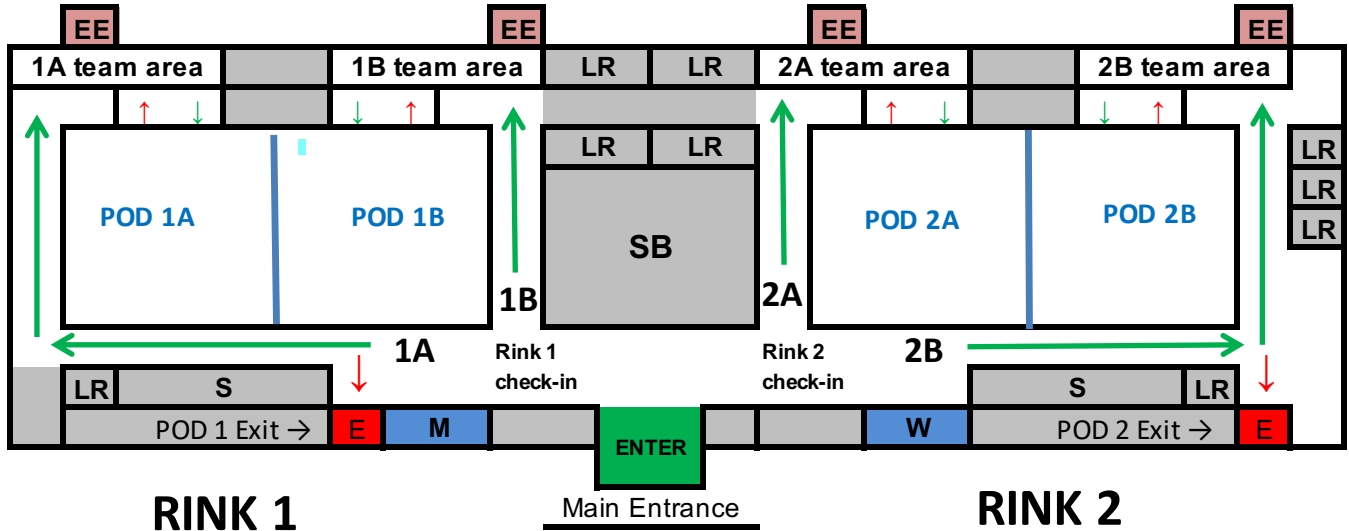 EE EE EE EE
1A team area 1B team area LR LR 2A team area 2B team area
↑ ↓ ↓ ↑ ↑ ↓ ↓ ↑
LR LR LR
LR
LR
POD 1A POD 1B POD 2A POD 2B
SB
1B 2A
1A Rink 1 Rink 2 2B
check-in check-in
LR S S LR
POD 1 Exit → E M ENTER W POD 2 Exit → E
RINK 1 Main Entrance RINK 2